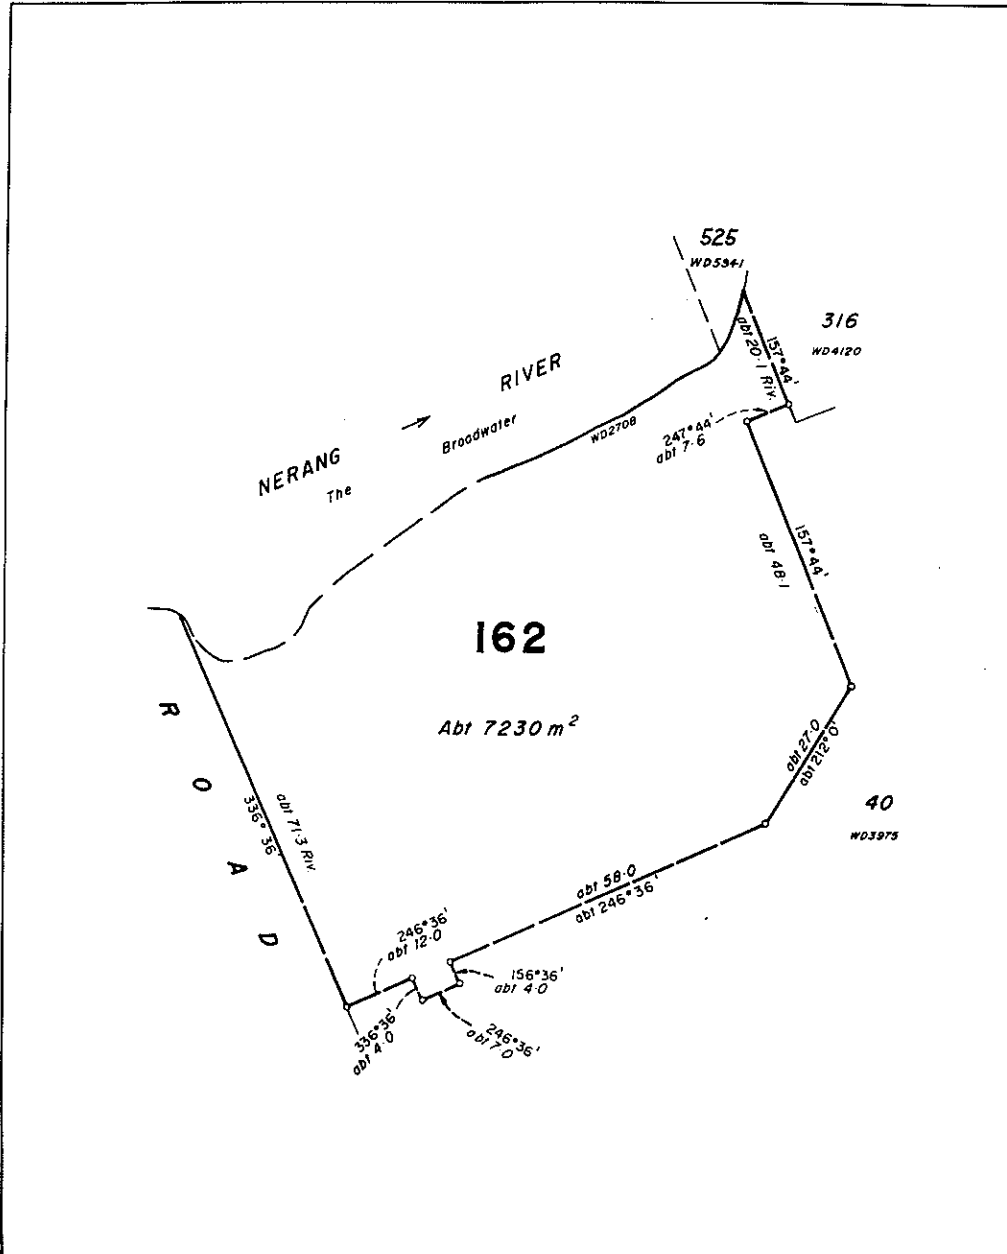 525
WD5941
316
WD4120
157°44'
abt 20·1 Riv.
RIVER
Broadwater
NERANG
The
WD2708
247°44'
abt 7·6
157°44'
abt 48·1
162
Abt 7230 m²
ROAD
336°36'
abt 71·3 Riv.
abt 27·0
abt 212°0'
40
WD3975
abt 58·0
abt 246°36'
246°36'
abt 12·0
156°36'
abt 4·0
336°36'
abt 4·0
246°36'
abt 7·0